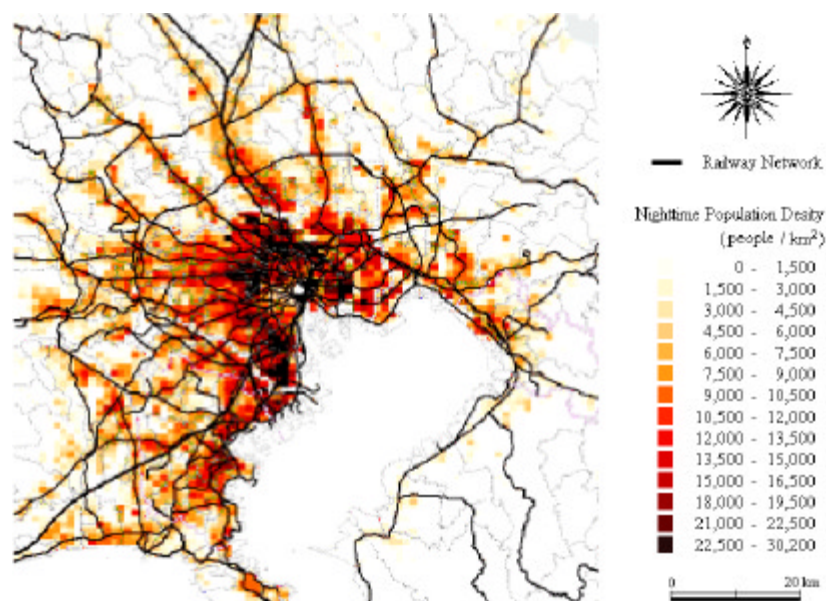 Railway Network
Nighttime Population Desity
(people / km²)
0 - 1,500
1,500 - 3,000
3,000 - 4,500
4,500 - 6,000
6,000 - 7,500
7,500 - 9,000
9,000 - 10,500
10,500 - 12,000
12,000 - 13,500
13,500 - 15,000
15,000 - 16,500
18,000 - 19,500
21,000 - 22,500
22,500 - 30,200
0 20 km